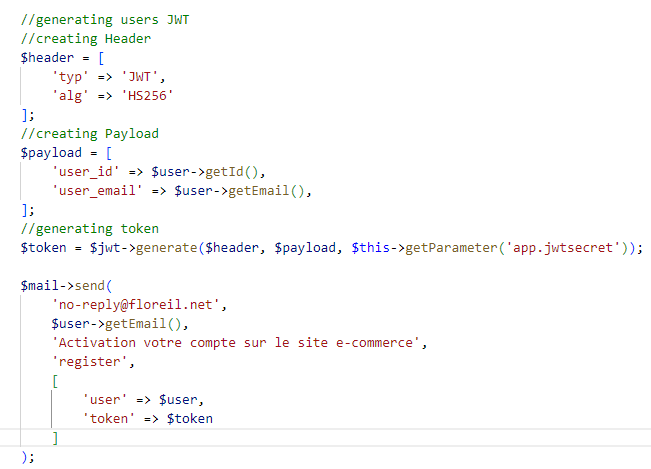 //generating users JWT
//creating Header
$header = [
'typ' => 'JWT',
'alg' => 'HS256'
];
//creating Payload
$payload = [
'user_id' => $user->getId(),
'user_email' => $user->getEmail(),
];
//generating token
$token = $jwt->generate($header, $payload, $this->getParameter('app.jwtsecret'));
$mail->send(
'no-reply@floreil.net',
$user->getEmail(),
'Activation votre compte sur le site e-commerce',
'register',
[
'user' => $user,
'token' => $token
]
);